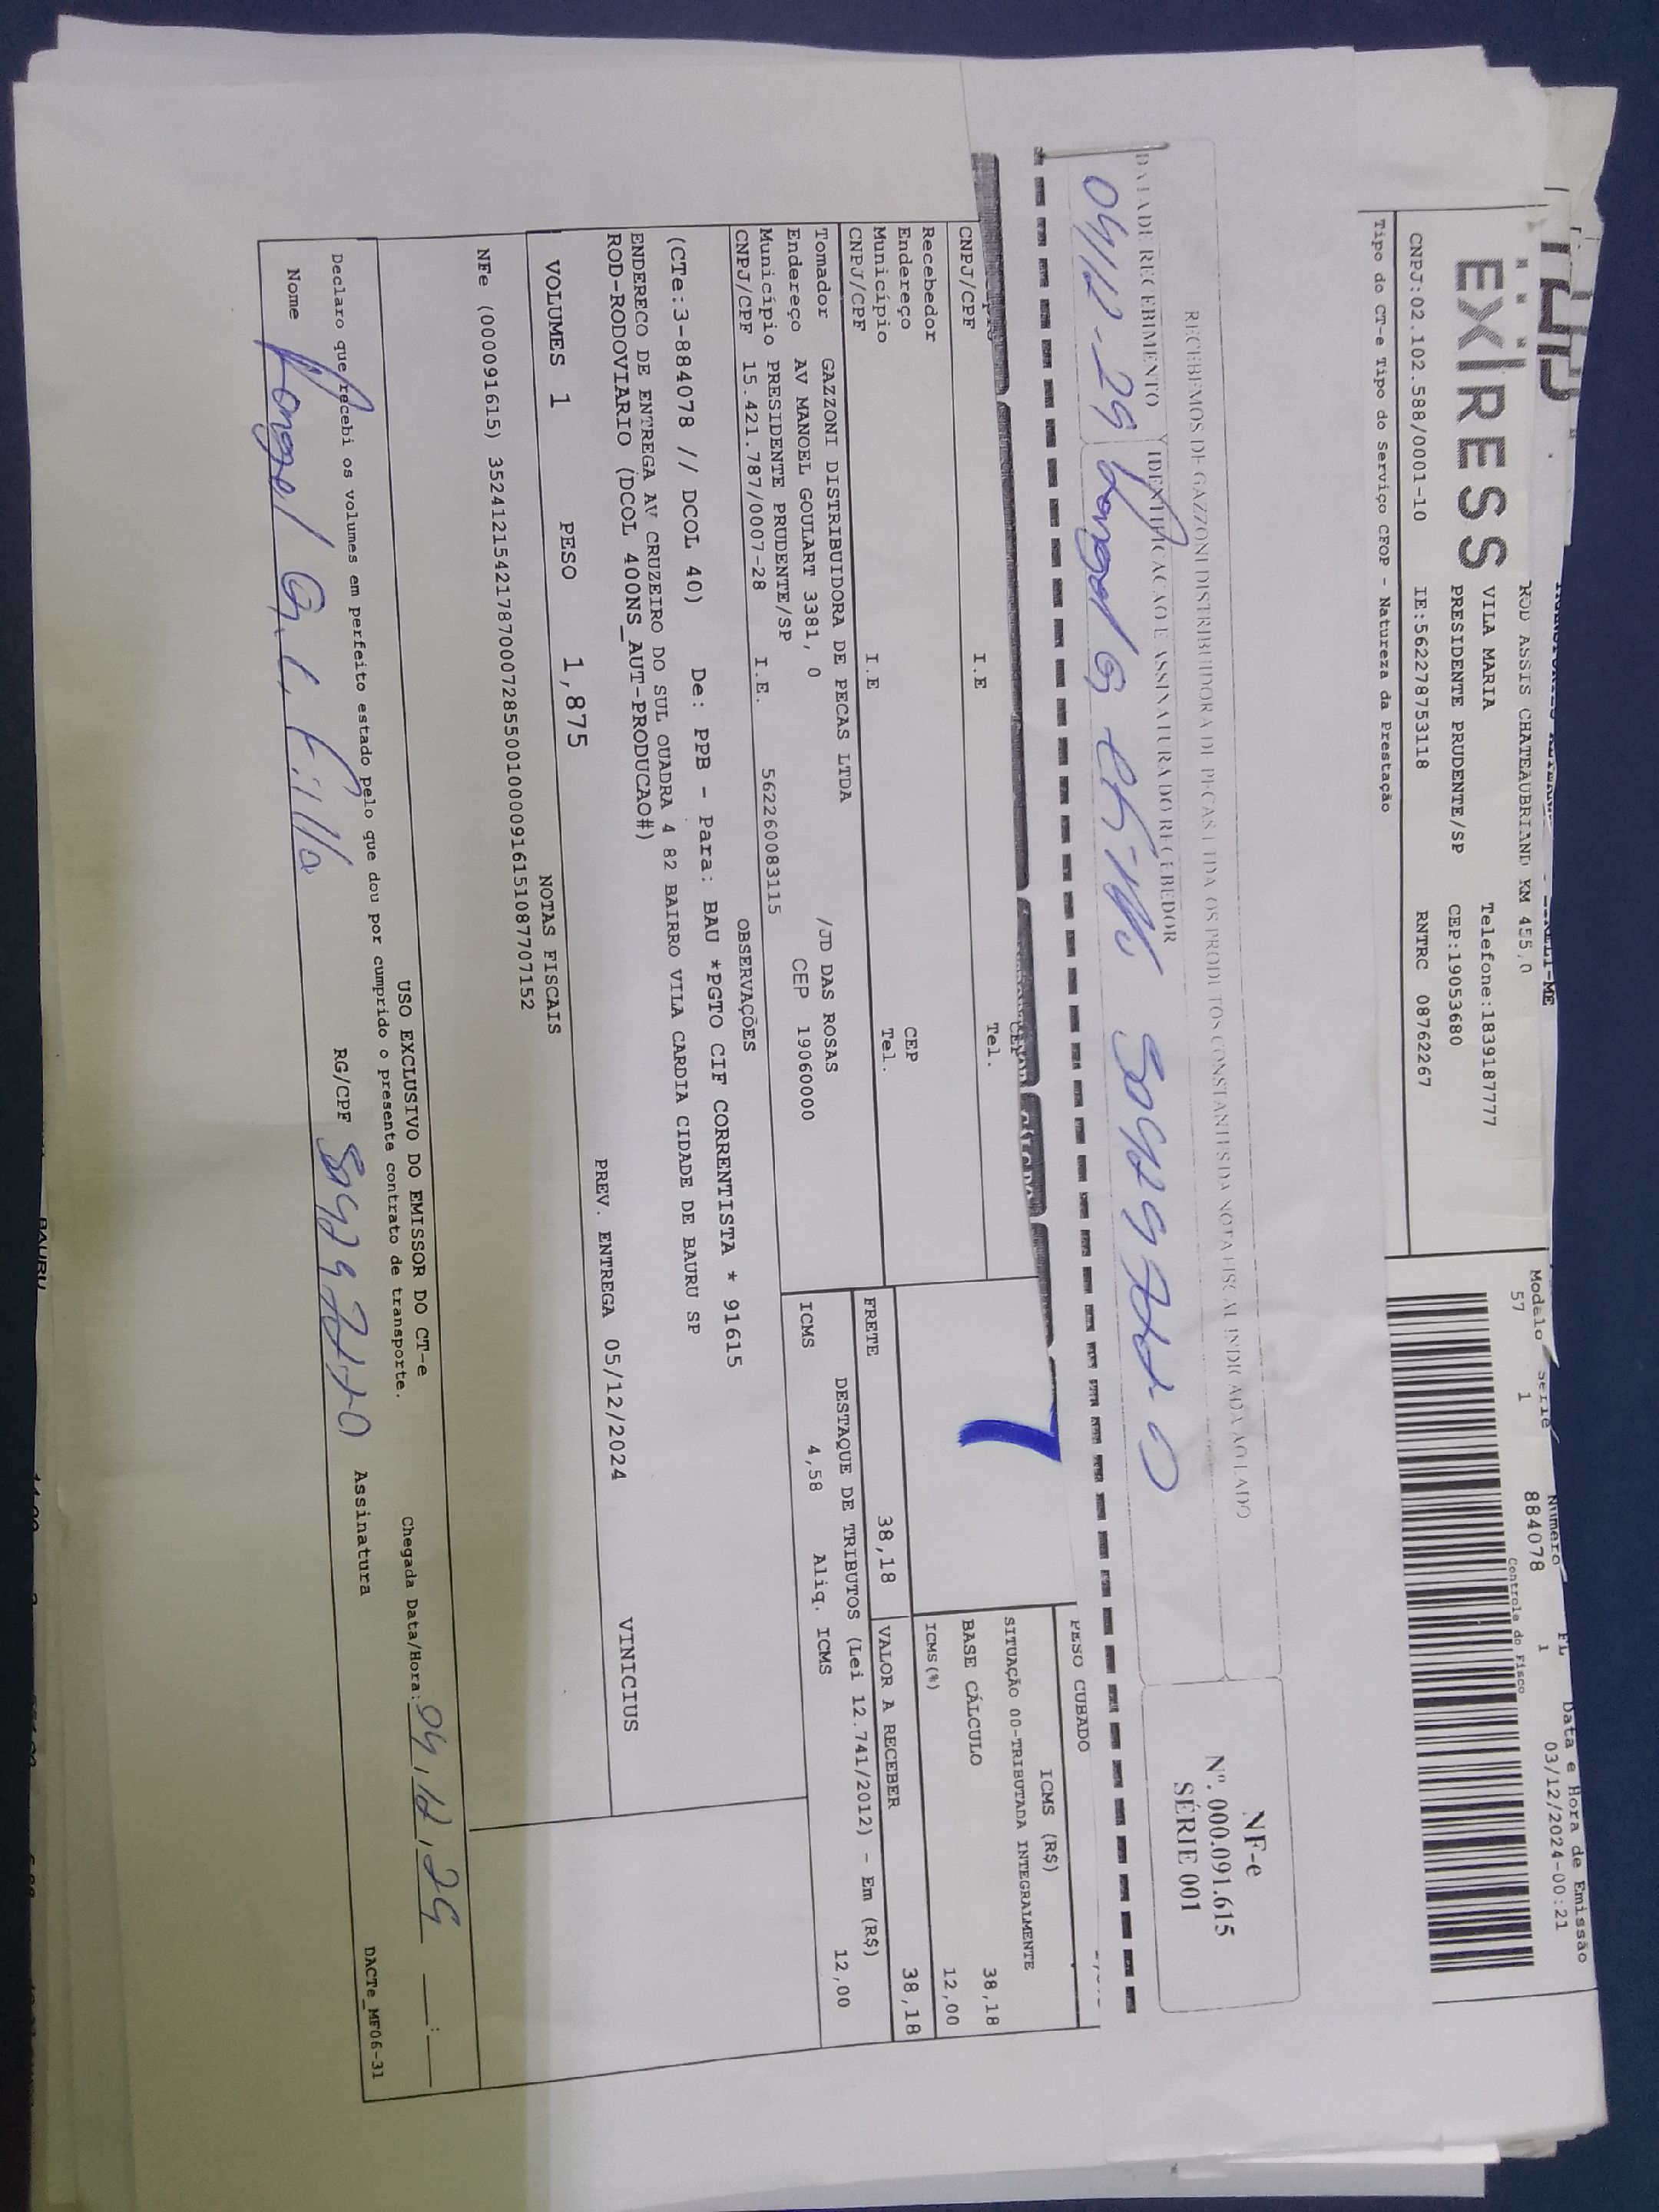 EXPRESS
ROD ASSIS CHATEAUBRIAND KM 455,0
VILA MARIA Telefone:1839187777
PRESIDENTE PRUDENTE/SP CEP:19053680
CNPJ:02.102.588/0001-10 IE:562278753118 RNTRC 08762267
Tipo do CT-e Tipo do Serviço CFOP - Natureza da Prestação
Modelo Série Número FL Data e Hora de Emissão
57 1 884078 1 03/12/2024-00:21
Controle do Fisco
RECEBEMOS DE GAZZONI DISTRIBUIDORA DE PECAS LTDA OS PRODUTOS CONSTANTES DA NOTA FISCAL INDICADA AO LADO
DATA DE RECEBIMENTO IDENTIFICAÇÃO E ASSINATURA DO RECEBEDOR
04/12-24
NF-e
Nº. 000.091.615
SÉRIE 001
PESO CUBADO
CEP
CNPJ/CPF I.E Tel.
ICMS (R$)
SITUAÇÃO 00-TRIBUTADA INTEGRALMENTE
BASE CÁLCULO 38,18
ICMS(%) 12,00
Recebedor
Endereço CEP
Município Tel.
CNPJ/CPF I.E
FRETE 38,18 VALOR A RECEBER 38,18
Tomador GAZZONI DISTRIBUIDORA DE PECAS LTDA
Endereço AV MANOEL GOULART 3381, 0 /JD DAS ROSAS
Município PRESIDENTE PRUDENTE/SP CEP 19060000
CNPJ/CPF 15.421.787/0007-28 I.E. 562260083115
DESTAQUE DE TRIBUTOS (Lei 12.741/2012) - Em (R$)
ICMS 4,58 Aliq. ICMS 12,00
OBSERVAÇÕES
(CTe:3-884078 // DCOL 40) De: PPB - Para: BAU *PGTO CIF CORRENTISTA * 91615
ENDERECO DE ENTREGA AV CRUZEIRO DO SUL QUADRA 4 82 BAIRRO VILA CARDIA CIDADE DE BAURU SP
ROD-RODOVIARIO (DCOL 400NS_AUT-PRODUCAO#)
PREV. ENTREGA 05/12/2024 VINICIUS
VOLUMES 1 PESO 1,875
NOTAS FISCAIS
NFe (000091615) 35241215421787000728550010000916151087707152
USO EXCLUSIVO DO EMISSOR DO CT-e
Declaro que recebi os volumes em perfeito estado pelo que dou por cumprido o presente contrato de transporte.
Chegada Data/Hora: 04/12/24 __:__
Nome RG/CPF Assinatura
DACTe_MF06-31
BAURU